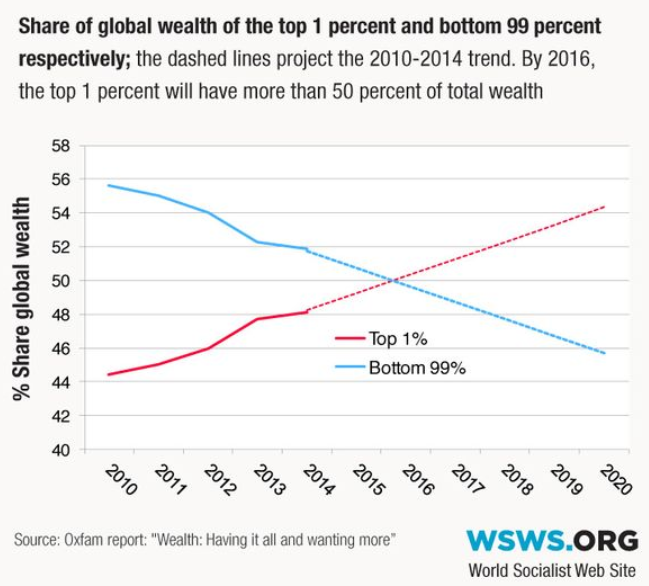 Share of global wealth of the top 1 percent and bottom 99 percent
respectively; the dashed lines project the 2010-2014 trend. By 2016,
the top 1 percent will have more than 50 percent of total wealth
% Share global wealth
58
56
54
52
50
48
46
44
42
40
Top 1%
Bottom 99%
2010
2011
2012
2013
2014
2015
2016
2017
2018
2019
2020
Source: Oxfam report: "Wealth: Having it all and wanting more"
WSWS.ORG
World Socialist Web Site